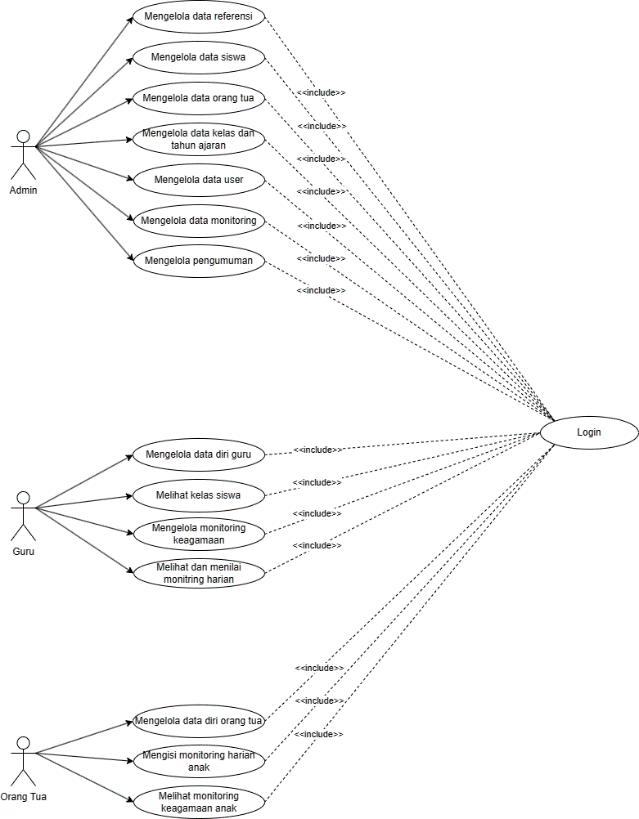 Mengelola data referensi
Mengelola data siswa
<<include>>
Mengelola data orang tua
<<include>>
Mengelola data kelas dan
tahun ajaran
<<include>>
Admin
Mengelola data user
<<include>>
Mengelola data monitoring
<<include>>
Mengelola pengumuman
<<include>>
<<include>>
Login
Mengelola data diri guru
<<include>>
Melihat kelas siswa
<<include>>
Mengelola monitoring
keagamaan
<<include>>
Guru
Melihat dan menilai
monitring harian
<<include>>
<<include>>
<<include>>
Mengelola data diri orang tua
<<include>>
Mengisi monitoring harian
anak
Orang Tua
Melihat monitoring
keagamaan anak